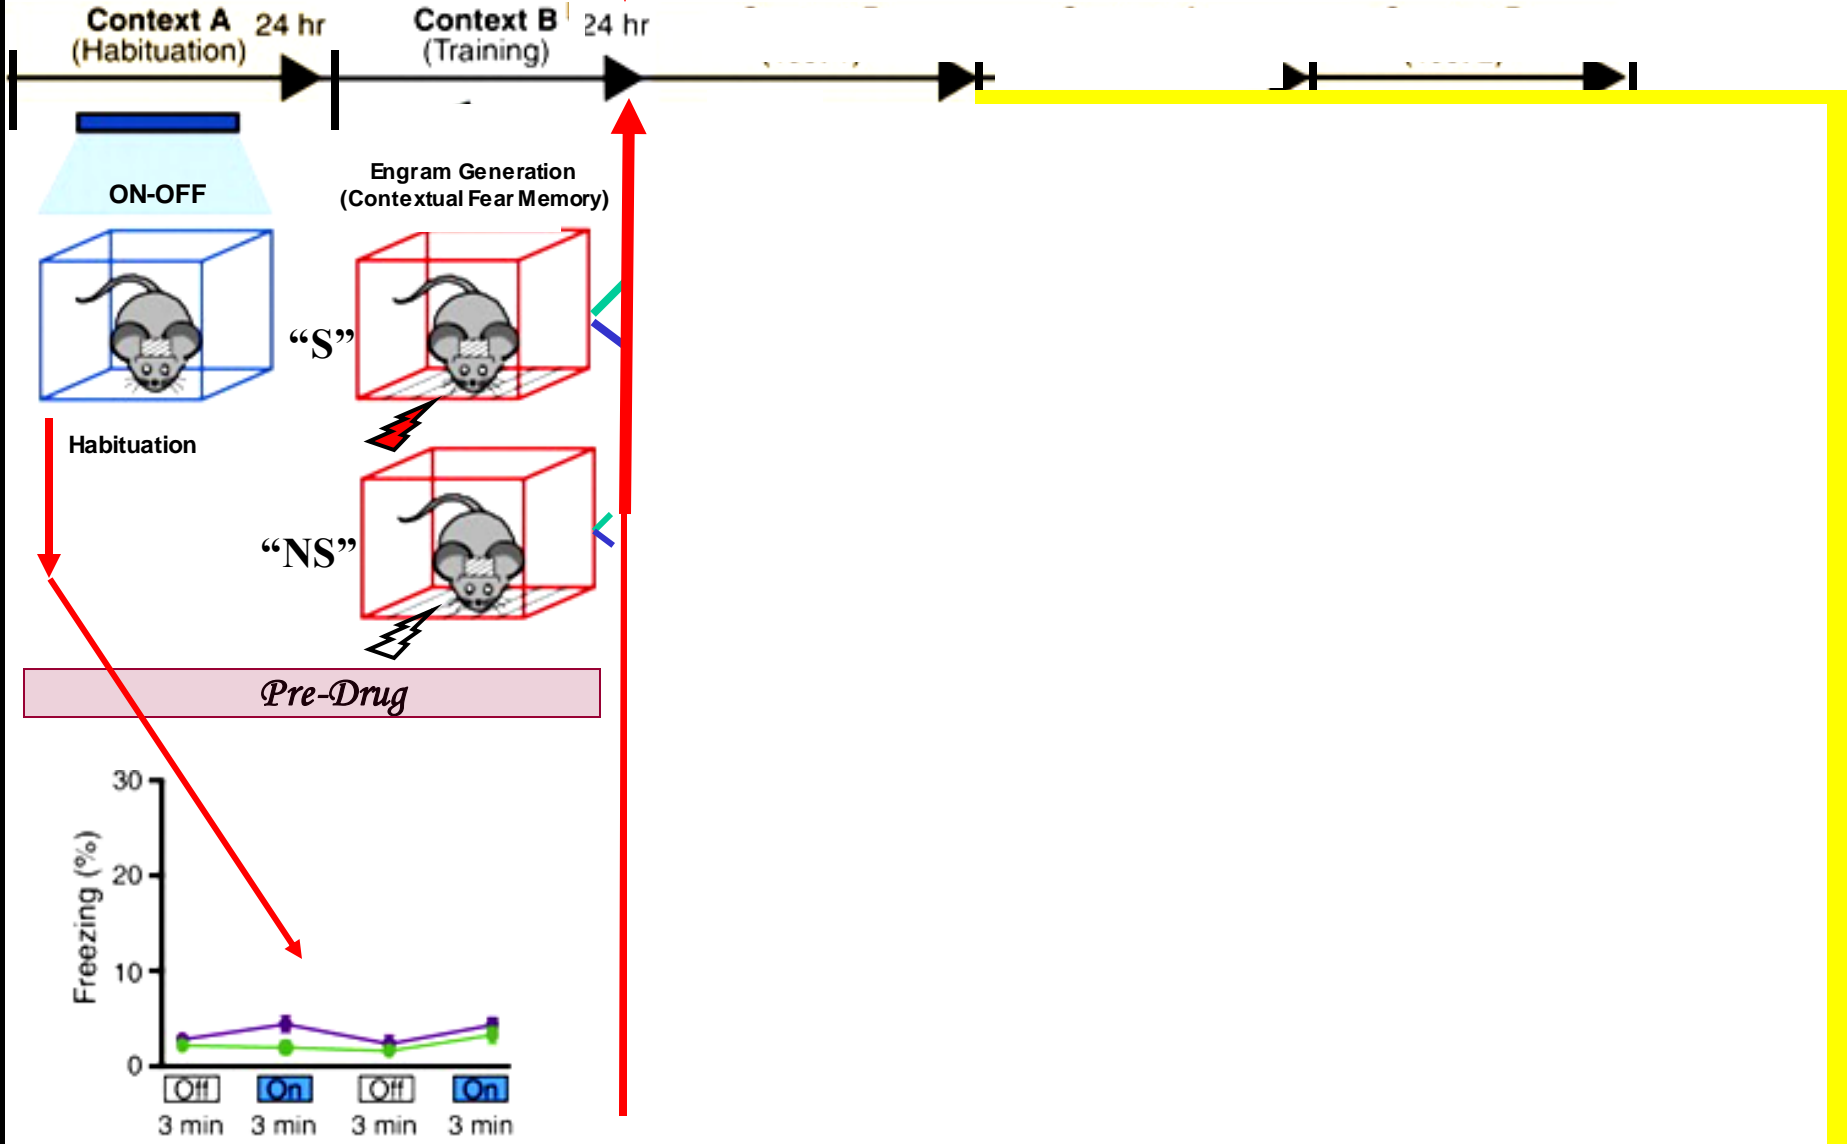 Context A
(Habituation)
24 hr
Context B
(Training)
24 hr
ON-OFF
Engram Generation
(Contextual Fear Memory)
“S”
Habituation
“NS”
Pre-Drug
30
20
10
0
Freezing (%)
Off
On
Off
On
3 min
3 min
3 min
3 min